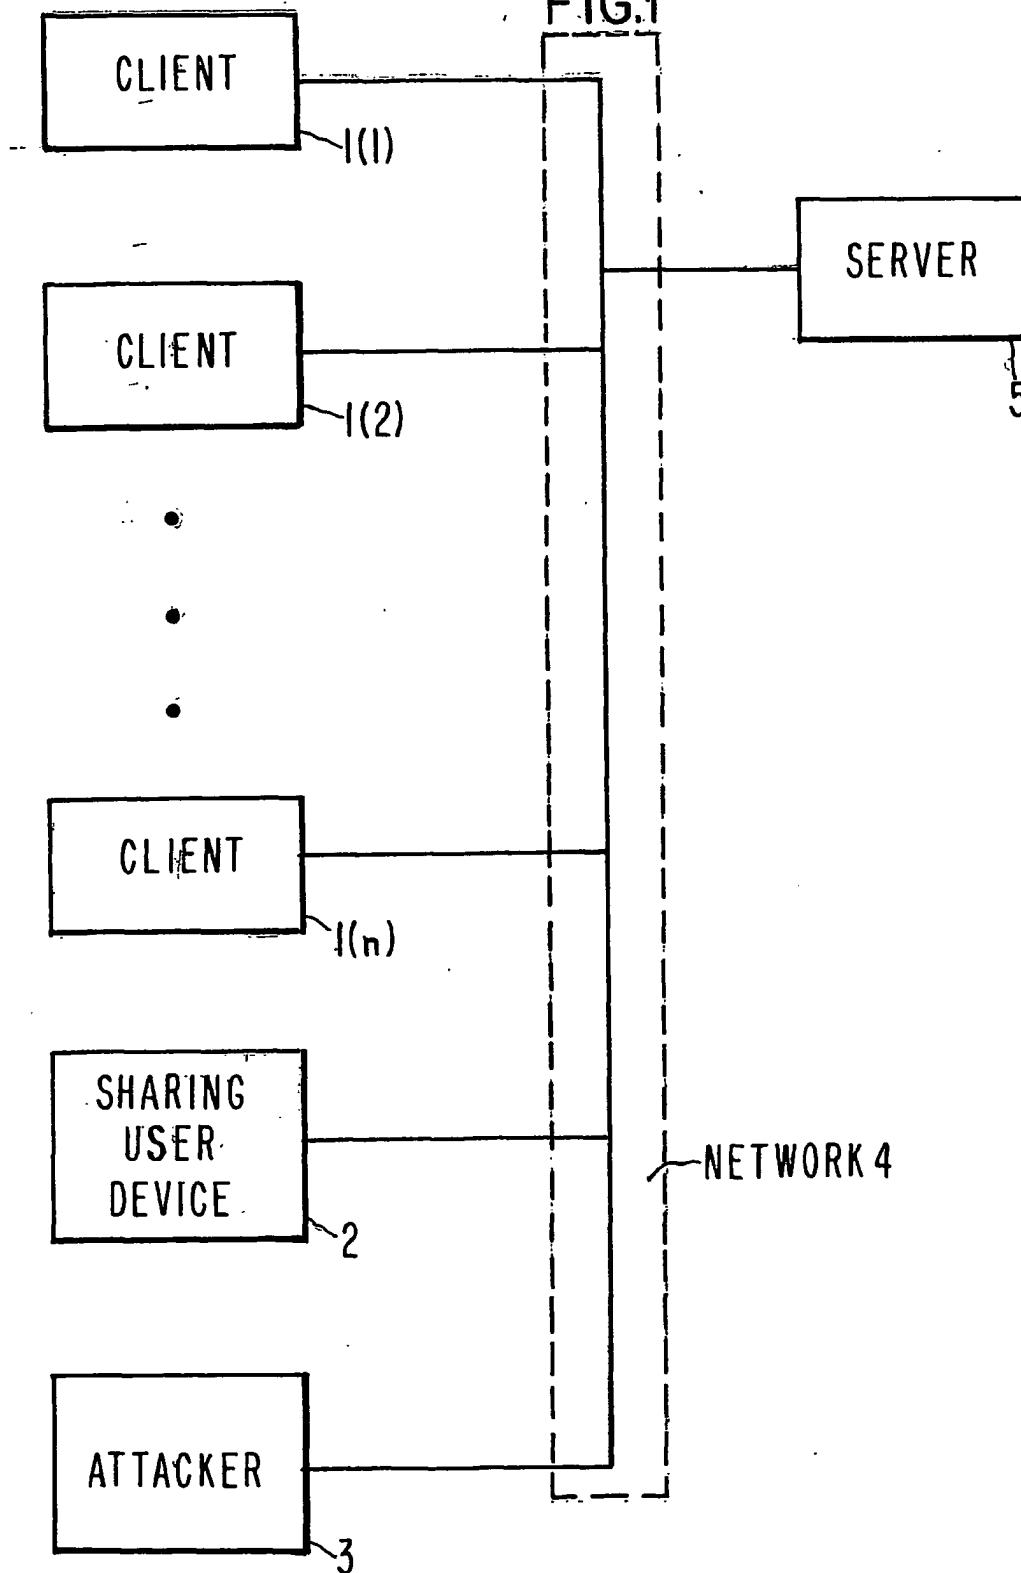 FIG.1
CLIENT
1(1)
SERVER
5
CLIENT
1(2)
CLIENT
1(n)
SHARING
USER
DEVICE
2
NETWORK 4
ATTACKER
3